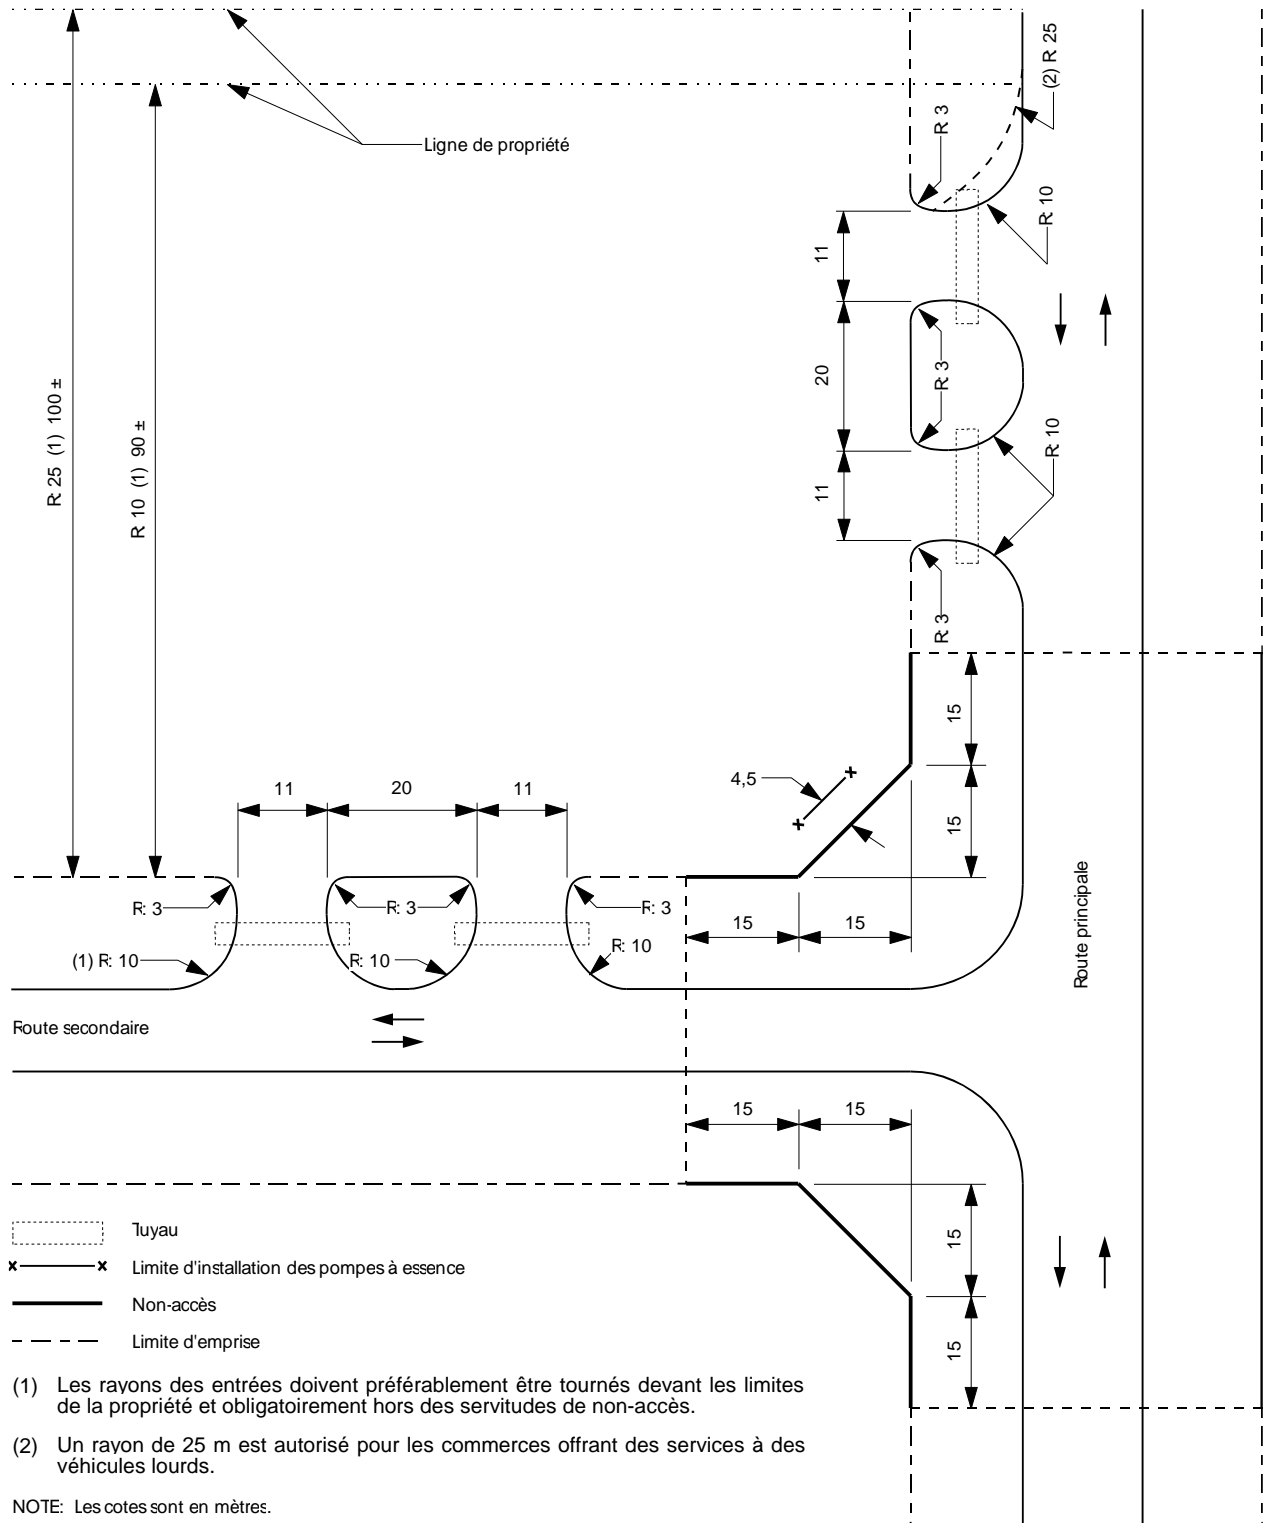 (2) R 25
R: 3
Ligne de propriété
R: 10
11
20
R: 3
R 25 (1) 100 ±
R 10 (1) 90 ±
R: 10
11
R: 3
15
4,5
11
20
11
15
R: 3
R: 3
R: 3
15
15
(1) R: 10
R: 10
R: 10
Route principale
Route secondaire
15
15
Tuyau
15
Limite d'installation des pompes à essence
Non-accès
Limite d'emprise
15
(1) Les rayons des entrées doivent préférablement être tournés devant les limites
de la propriété et obligatoirement hors des servitudes de non-accès.
(2) Un rayon de 25 m est autorisé pour les commerces offrant des services à des
véhicules lourds.
NOTE: Les cotes sont en mètres.